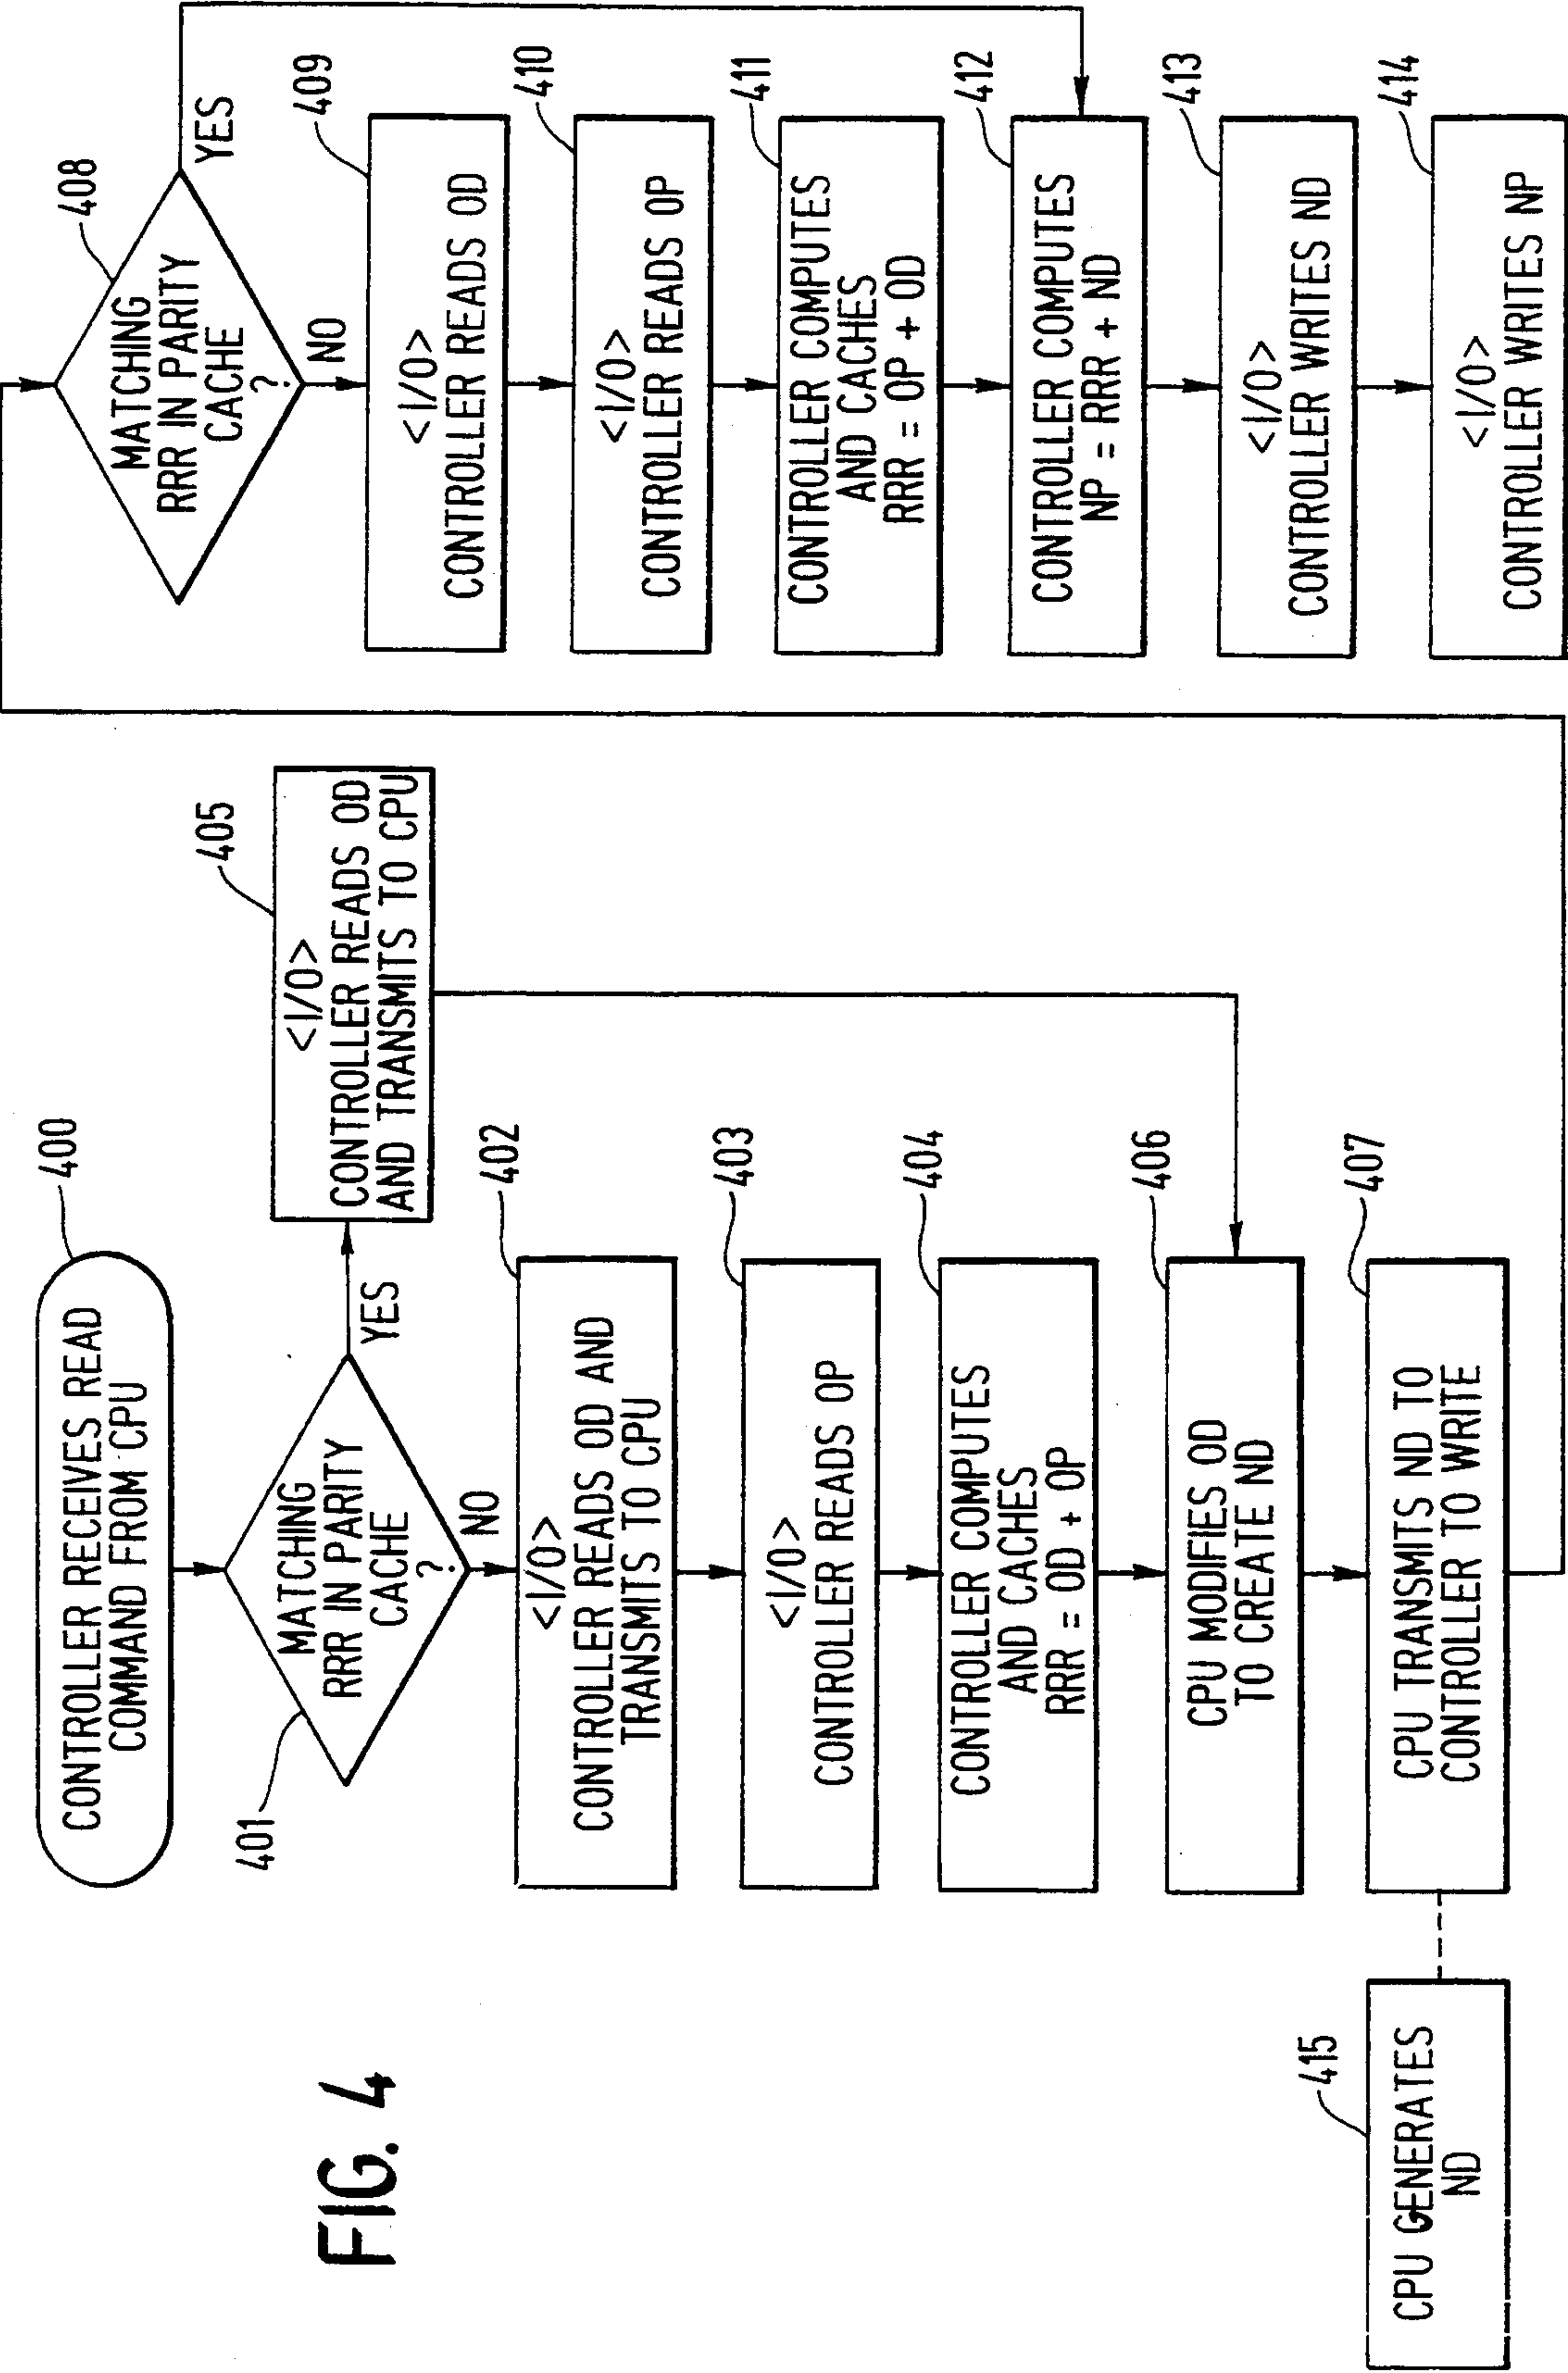 400
CONTROLLER RECEIVES READ
COMMAND FROM CPU
401
MATCHING
RRR IN PARITY
CACHE
?
YES
NO
405
<I/O>
CONTROLLER READS OD
AND TRANSMITS TO CPU
402
<I/O>
CONTROLLER READS OD AND
TRANSMITS TO CPU
403
<I/O>
CONTROLLER READS OP
404
CONTROLLER COMPUTES
AND CACHES
RRR = OD + OP
406
CPU MODIFIES OD
TO CREATE ND
407
CPU TRANSMITS ND TO
CONTROLLER TO WRITE
415
CPU GENERATES
ND
408
MATCHING
RRR IN PARITY
CACHE
?
YES
NO
409
<I/O>
CONTROLLER READS OD
410
<I/O>
CONTROLLER READS OP
411
CONTROLLER COMPUTES
AND CACHES
RRR = OP + OD
412
CONTROLLER COMPUTES
NP = RRR + ND
413
<I/O>
CONTROLLER WRITES ND
414
<I/O>
CONTROLLER WRITES NP
FIG. 4